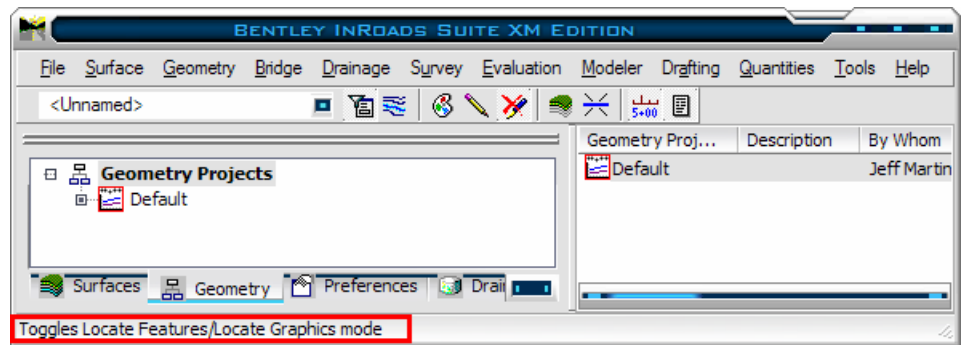 BENTLEY INROADS SUITE XM EDITION
File Surface Geometry Bridge Drainage Survey Evaluation Modeler Drafting Quantities Tools Help
<Unnamed> 5+00
Geometry Proj... Description By Whom
Geometry Projects
Default Jeff Martin
Default
Surfaces Geometry Preferences Drai
Toggles Locate Features/Locate Graphics mode